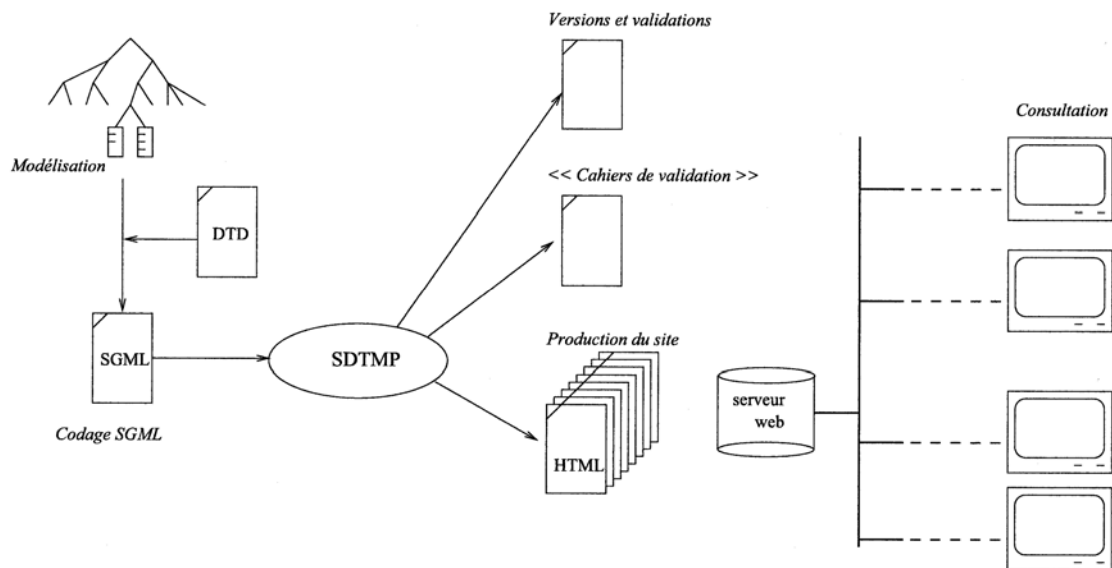 Versions et validations
Modélisation
DTD
<< Cahiers de validation >>
SGML
SDTMP
Codage SGML
Production du site
HTML
serveur
web
Consultation